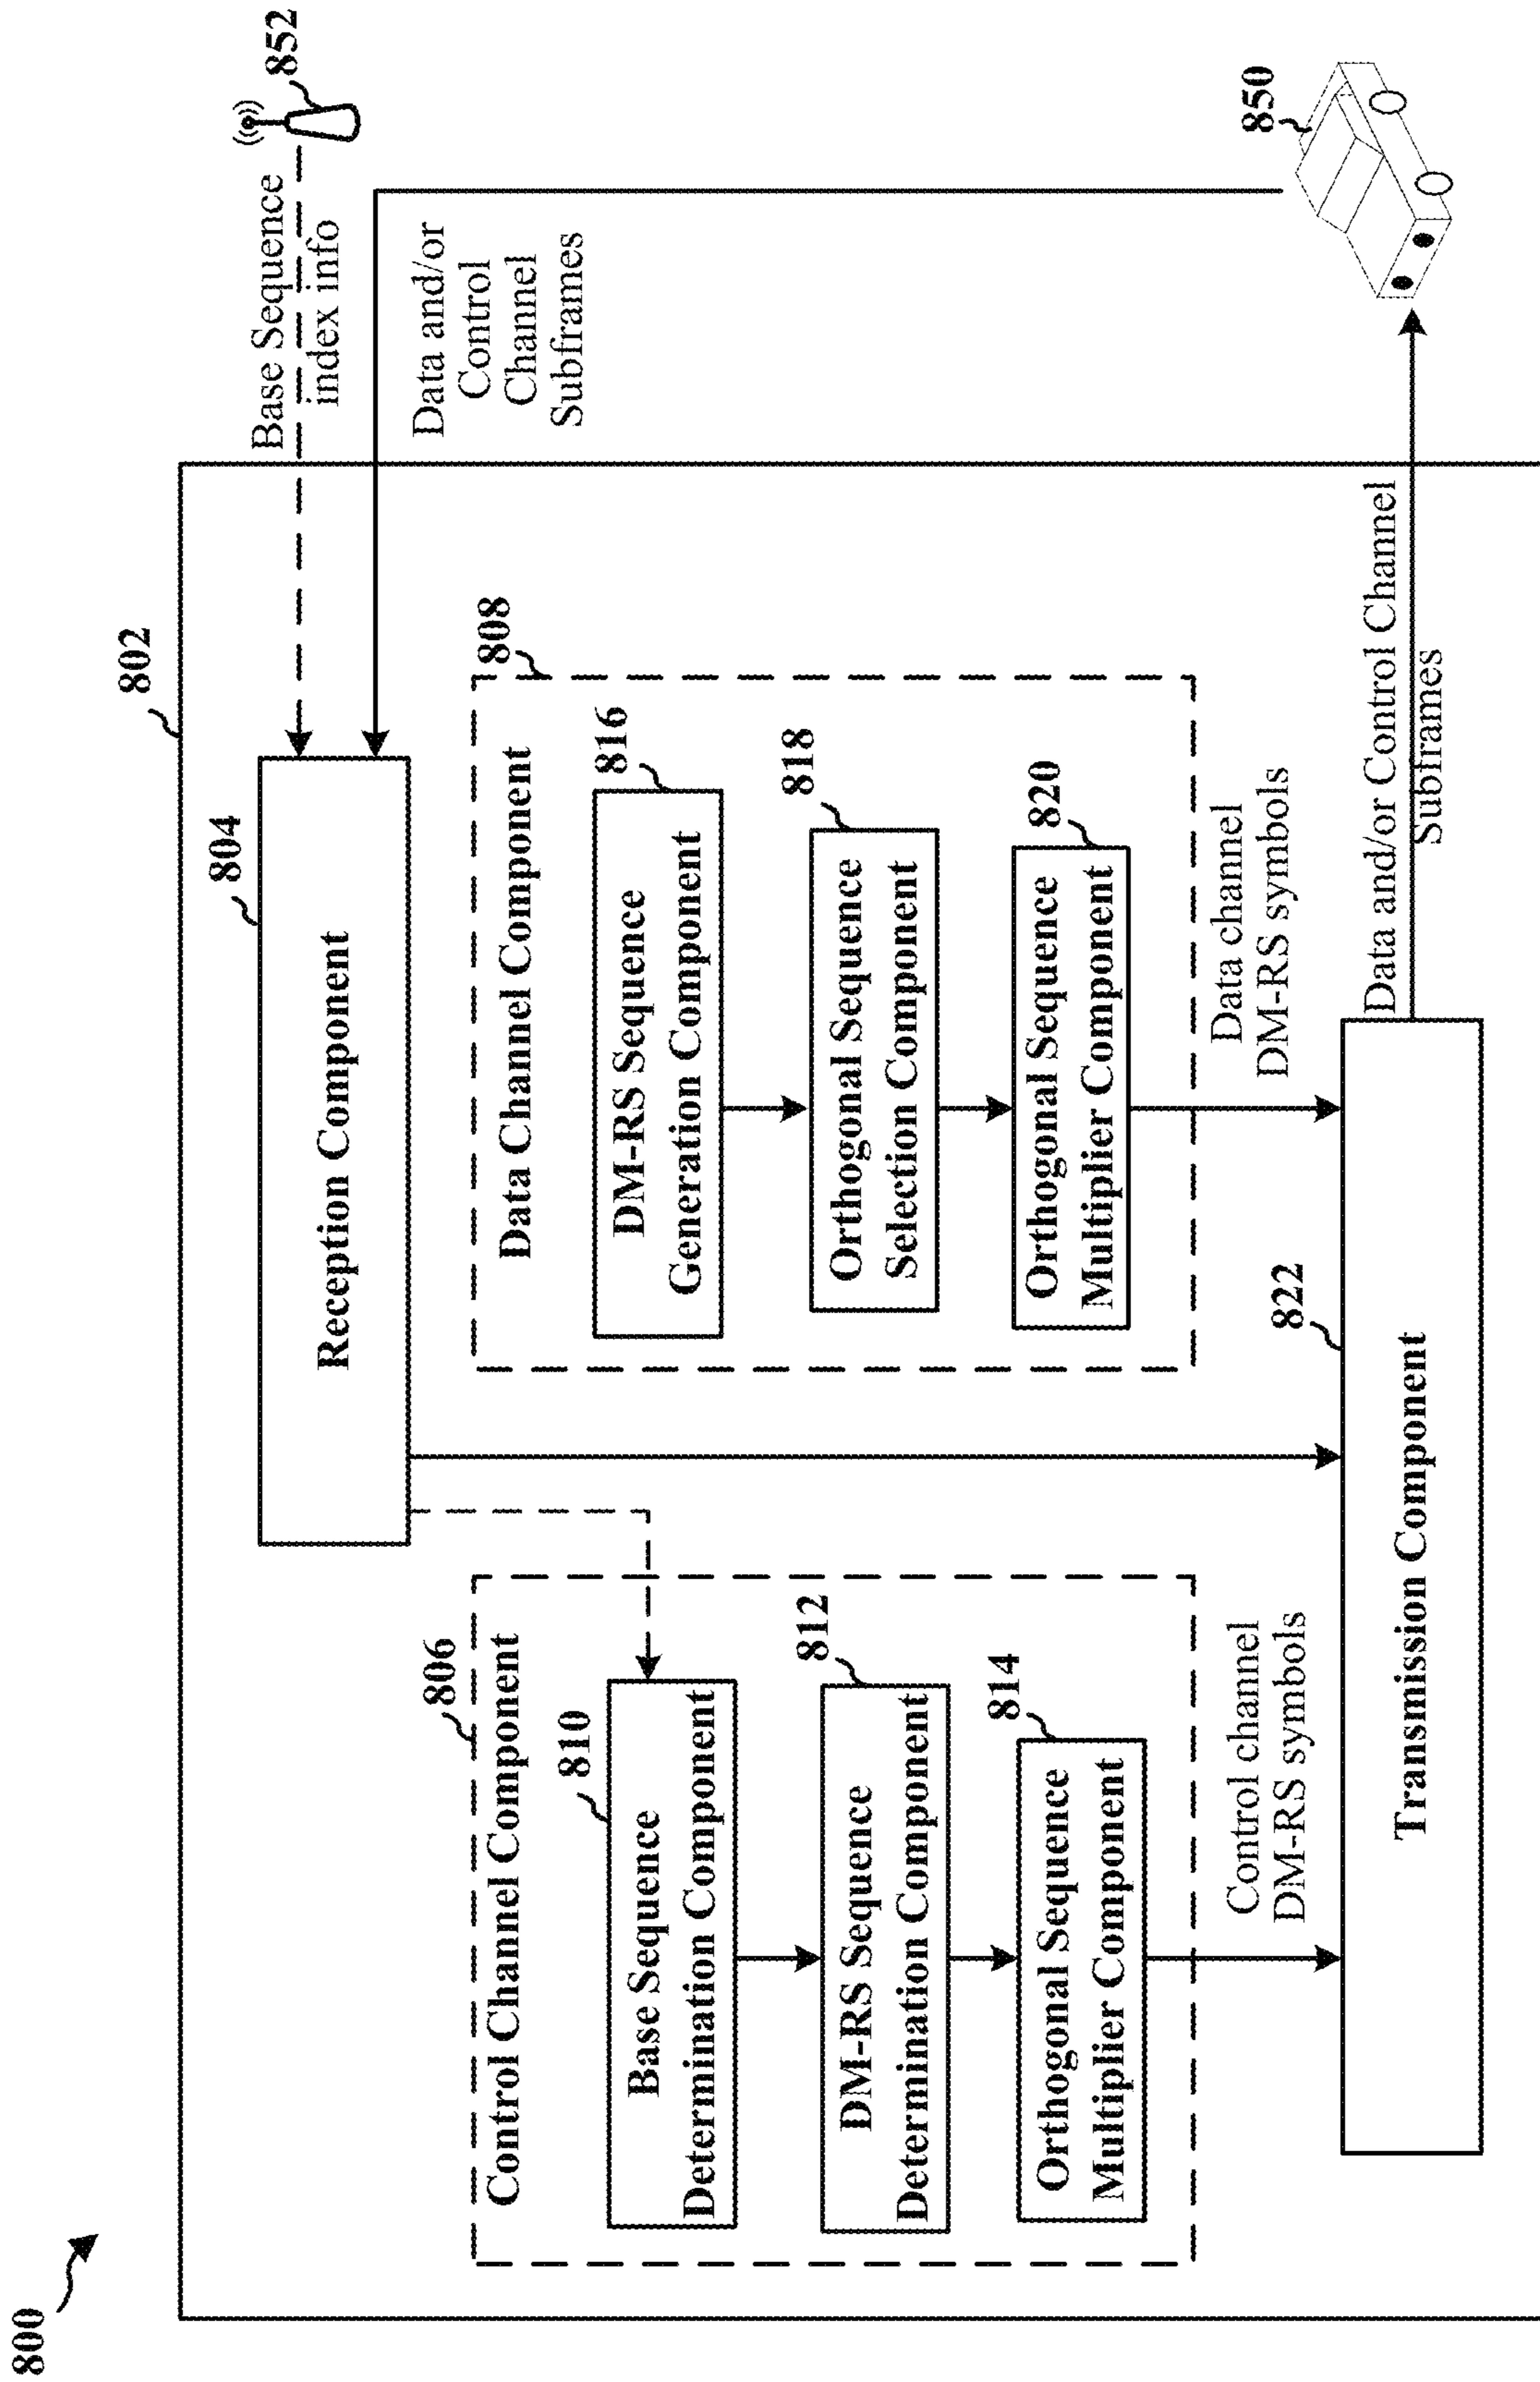 800
802
804
Reception Component
852
Base Sequence
index info
Data and/or
Control
Channel
Subframes
806
Control Channel Component
810
Base Sequence
Determination Component
812
DM-RS Sequence
Determination Component
814
Orthogonal Sequence
Multiplier Component
Control channel
DM-RS symbols
808
Data Channel Component
816
DM-RS Sequence
Generation Component
818
Orthogonal Sequence
Selection Component
820
Orthogonal Sequence
Multiplier Component
Data channel
DM-RS symbols
822
Transmission Component
Data and/or Control Channel
Subframes
850